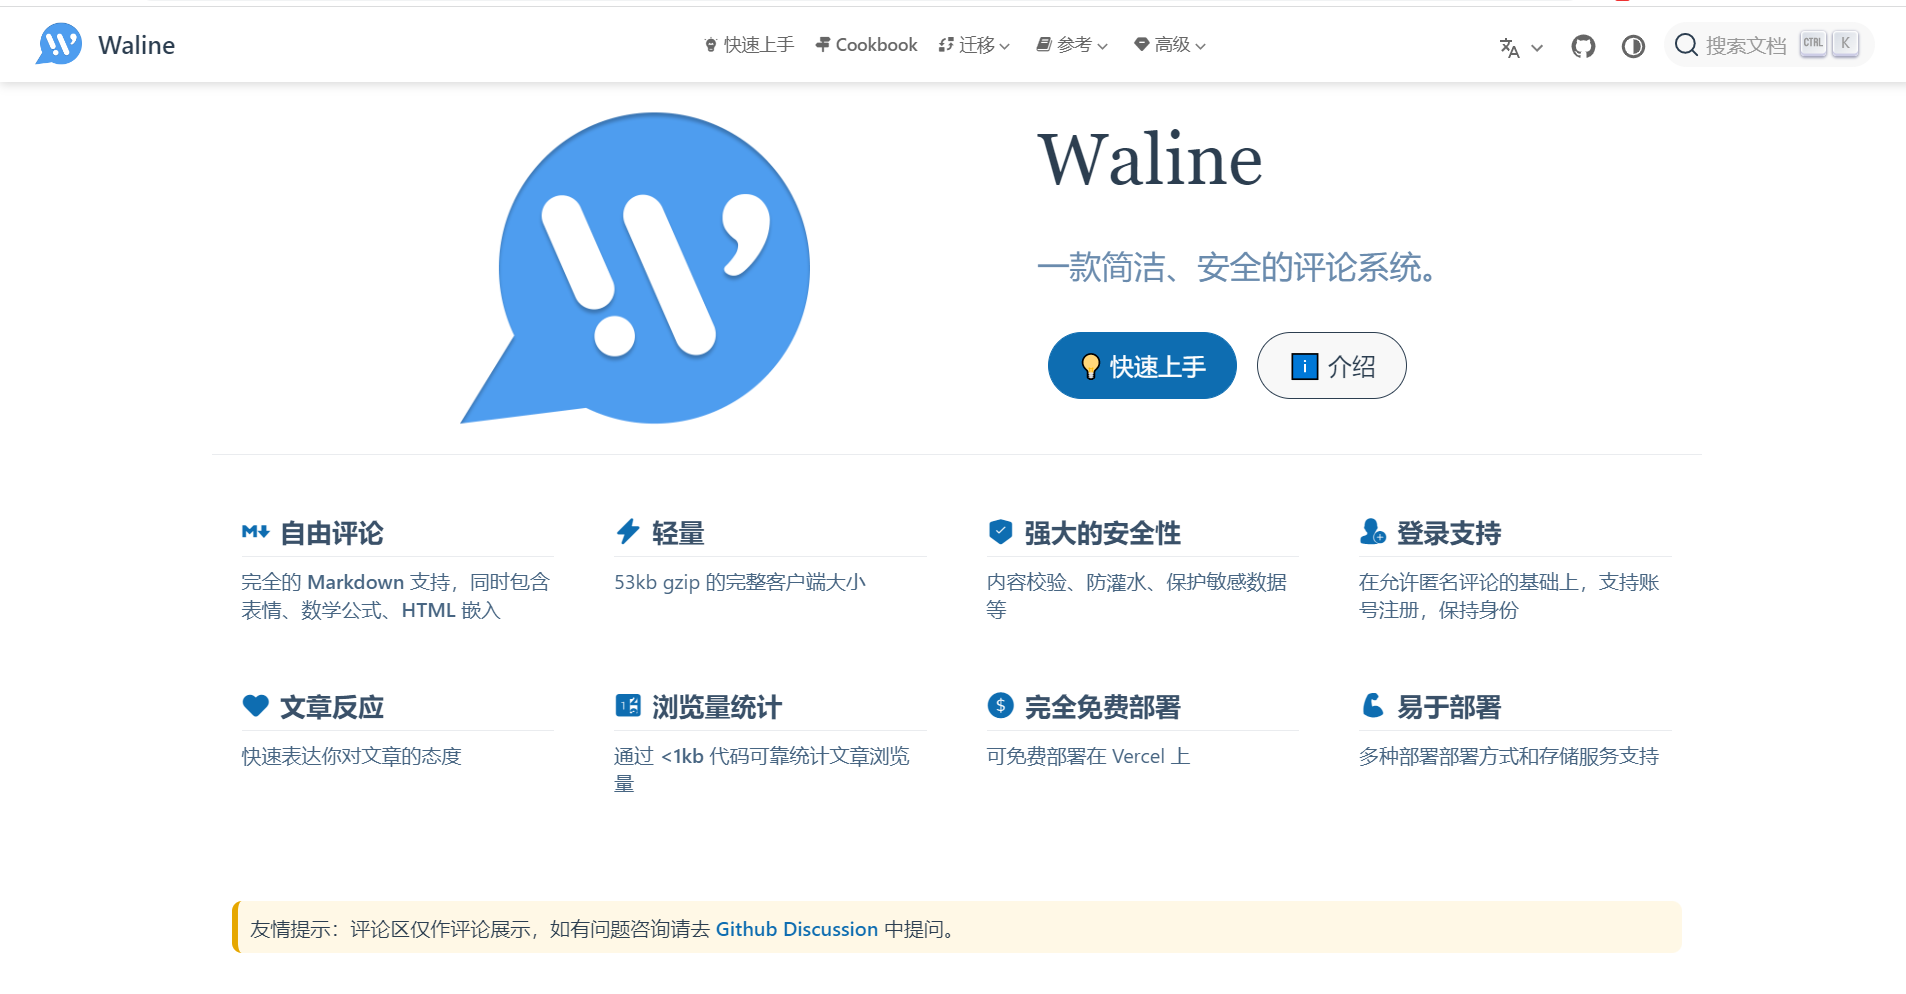 Waline
快速上手 Cookbook 迁移 参考 高级
搜索文档 CTRL K
Waline
一款简洁、安全的评论系统。
快速上手 介绍
自由评论
完全的 Markdown 支持，同时包含
表情、数学公式、HTML 嵌入
轻量
53kb gzip 的完整客户端大小
强大的安全性
内容校验、防灌水、保护敏感数据
等
登录支持
在允许匿名评论的基础上，支持账
号注册，保持身份
文章反应
快速表达你对文章的态度
浏览量统计
通过 <1kb 代码可靠统计文章浏览
量
完全免费部署
可免费部署在 Vercel 上
易于部署
多种部署部署方式和存储服务支持
友情提示：评论区仅作评论展示，如有问题咨询请去 Github Discussion 中提问。